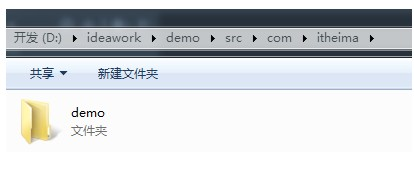 开发 (D:) ▸ ideawork ▸ demo ▸ src ▸ com ▸ itheima ▸
共享 ▾ 新建文件夹
demo
文件夹